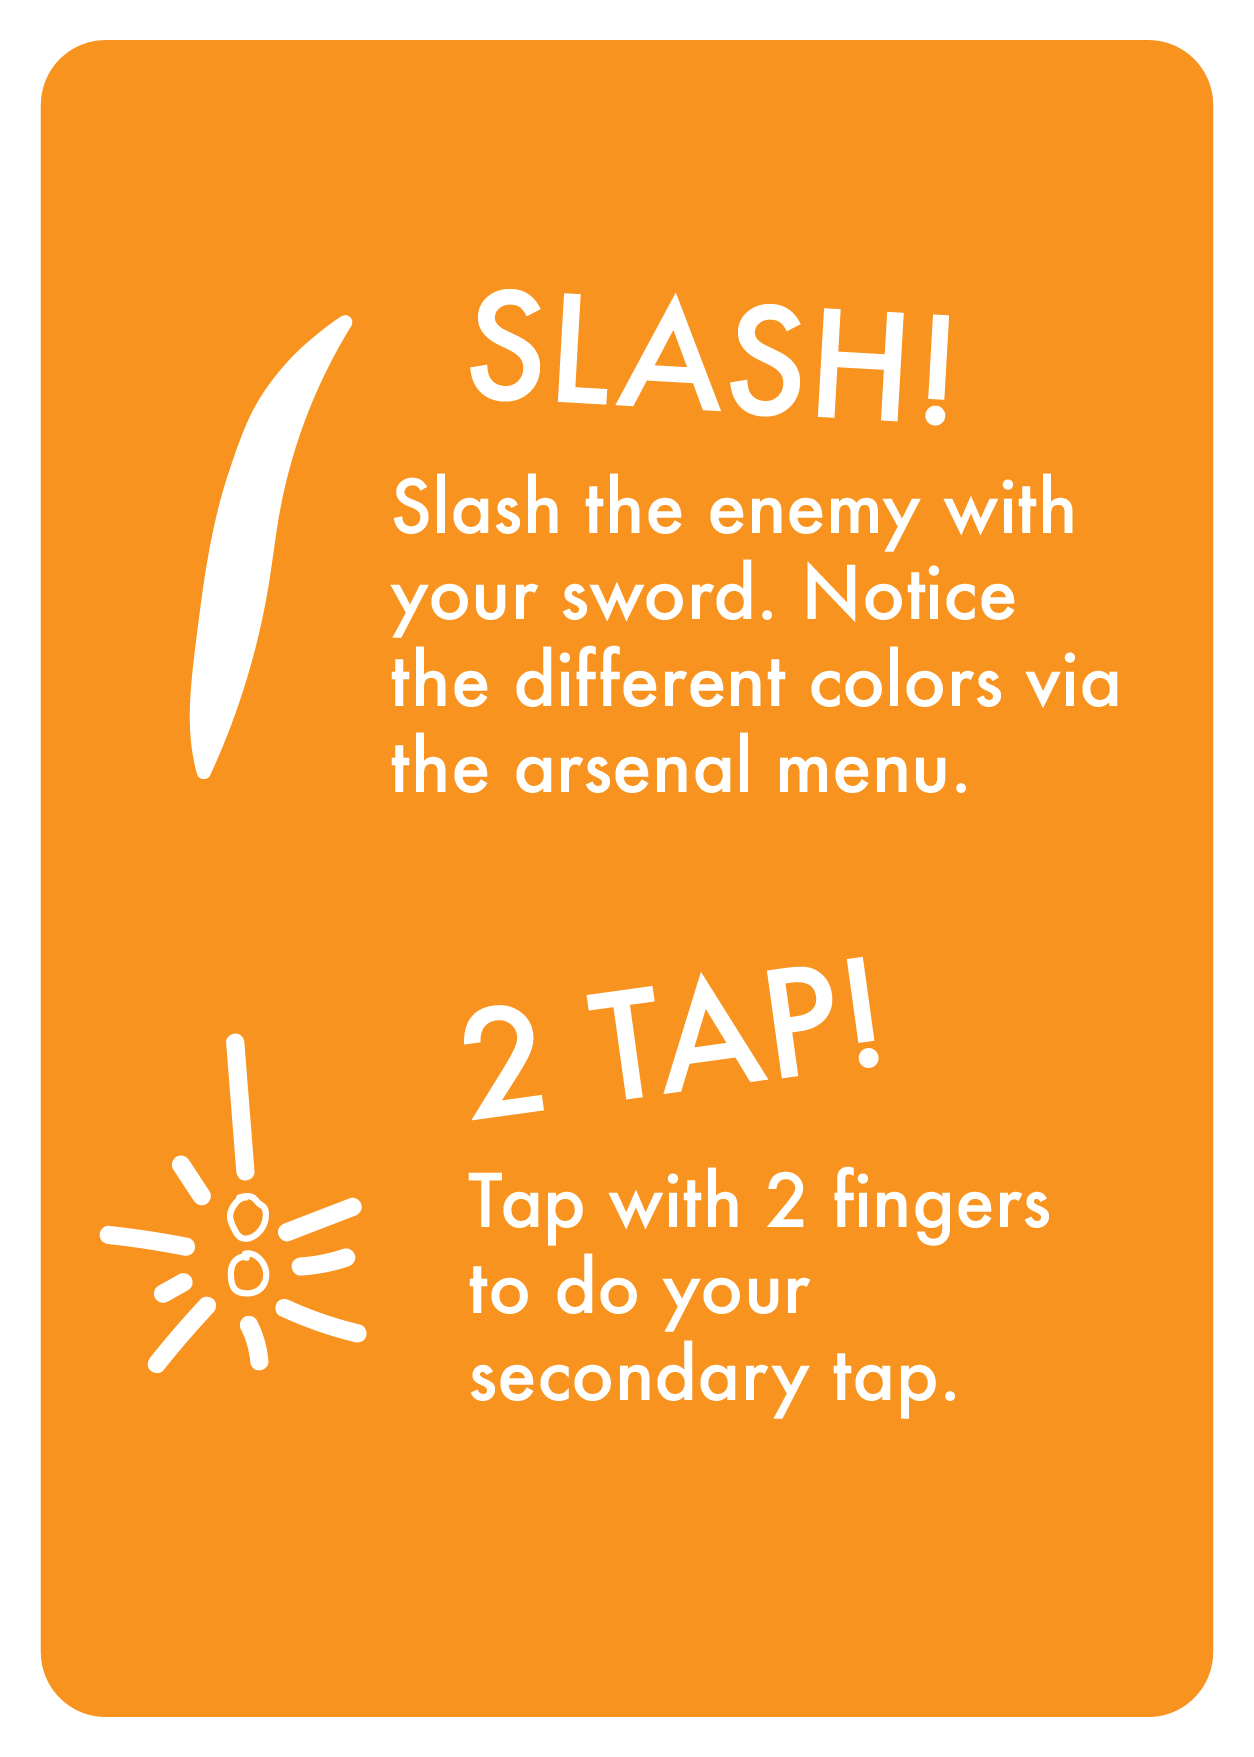 SLASH!
Slash the enemy with
your sword. Notice
the different colors via
the arsenal menu.
2 TAP!
Tap with 2 fingers
to do your
secondary tap.